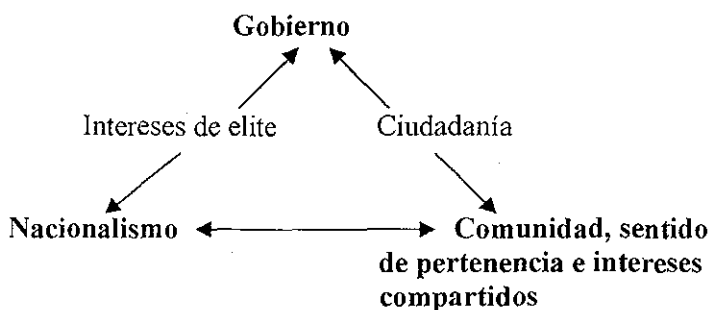 Gobierno
Intereses de elite
Ciudadanía
Nacionalismo
Comunidad, sentido
de pertenencia e intereses
compartidos